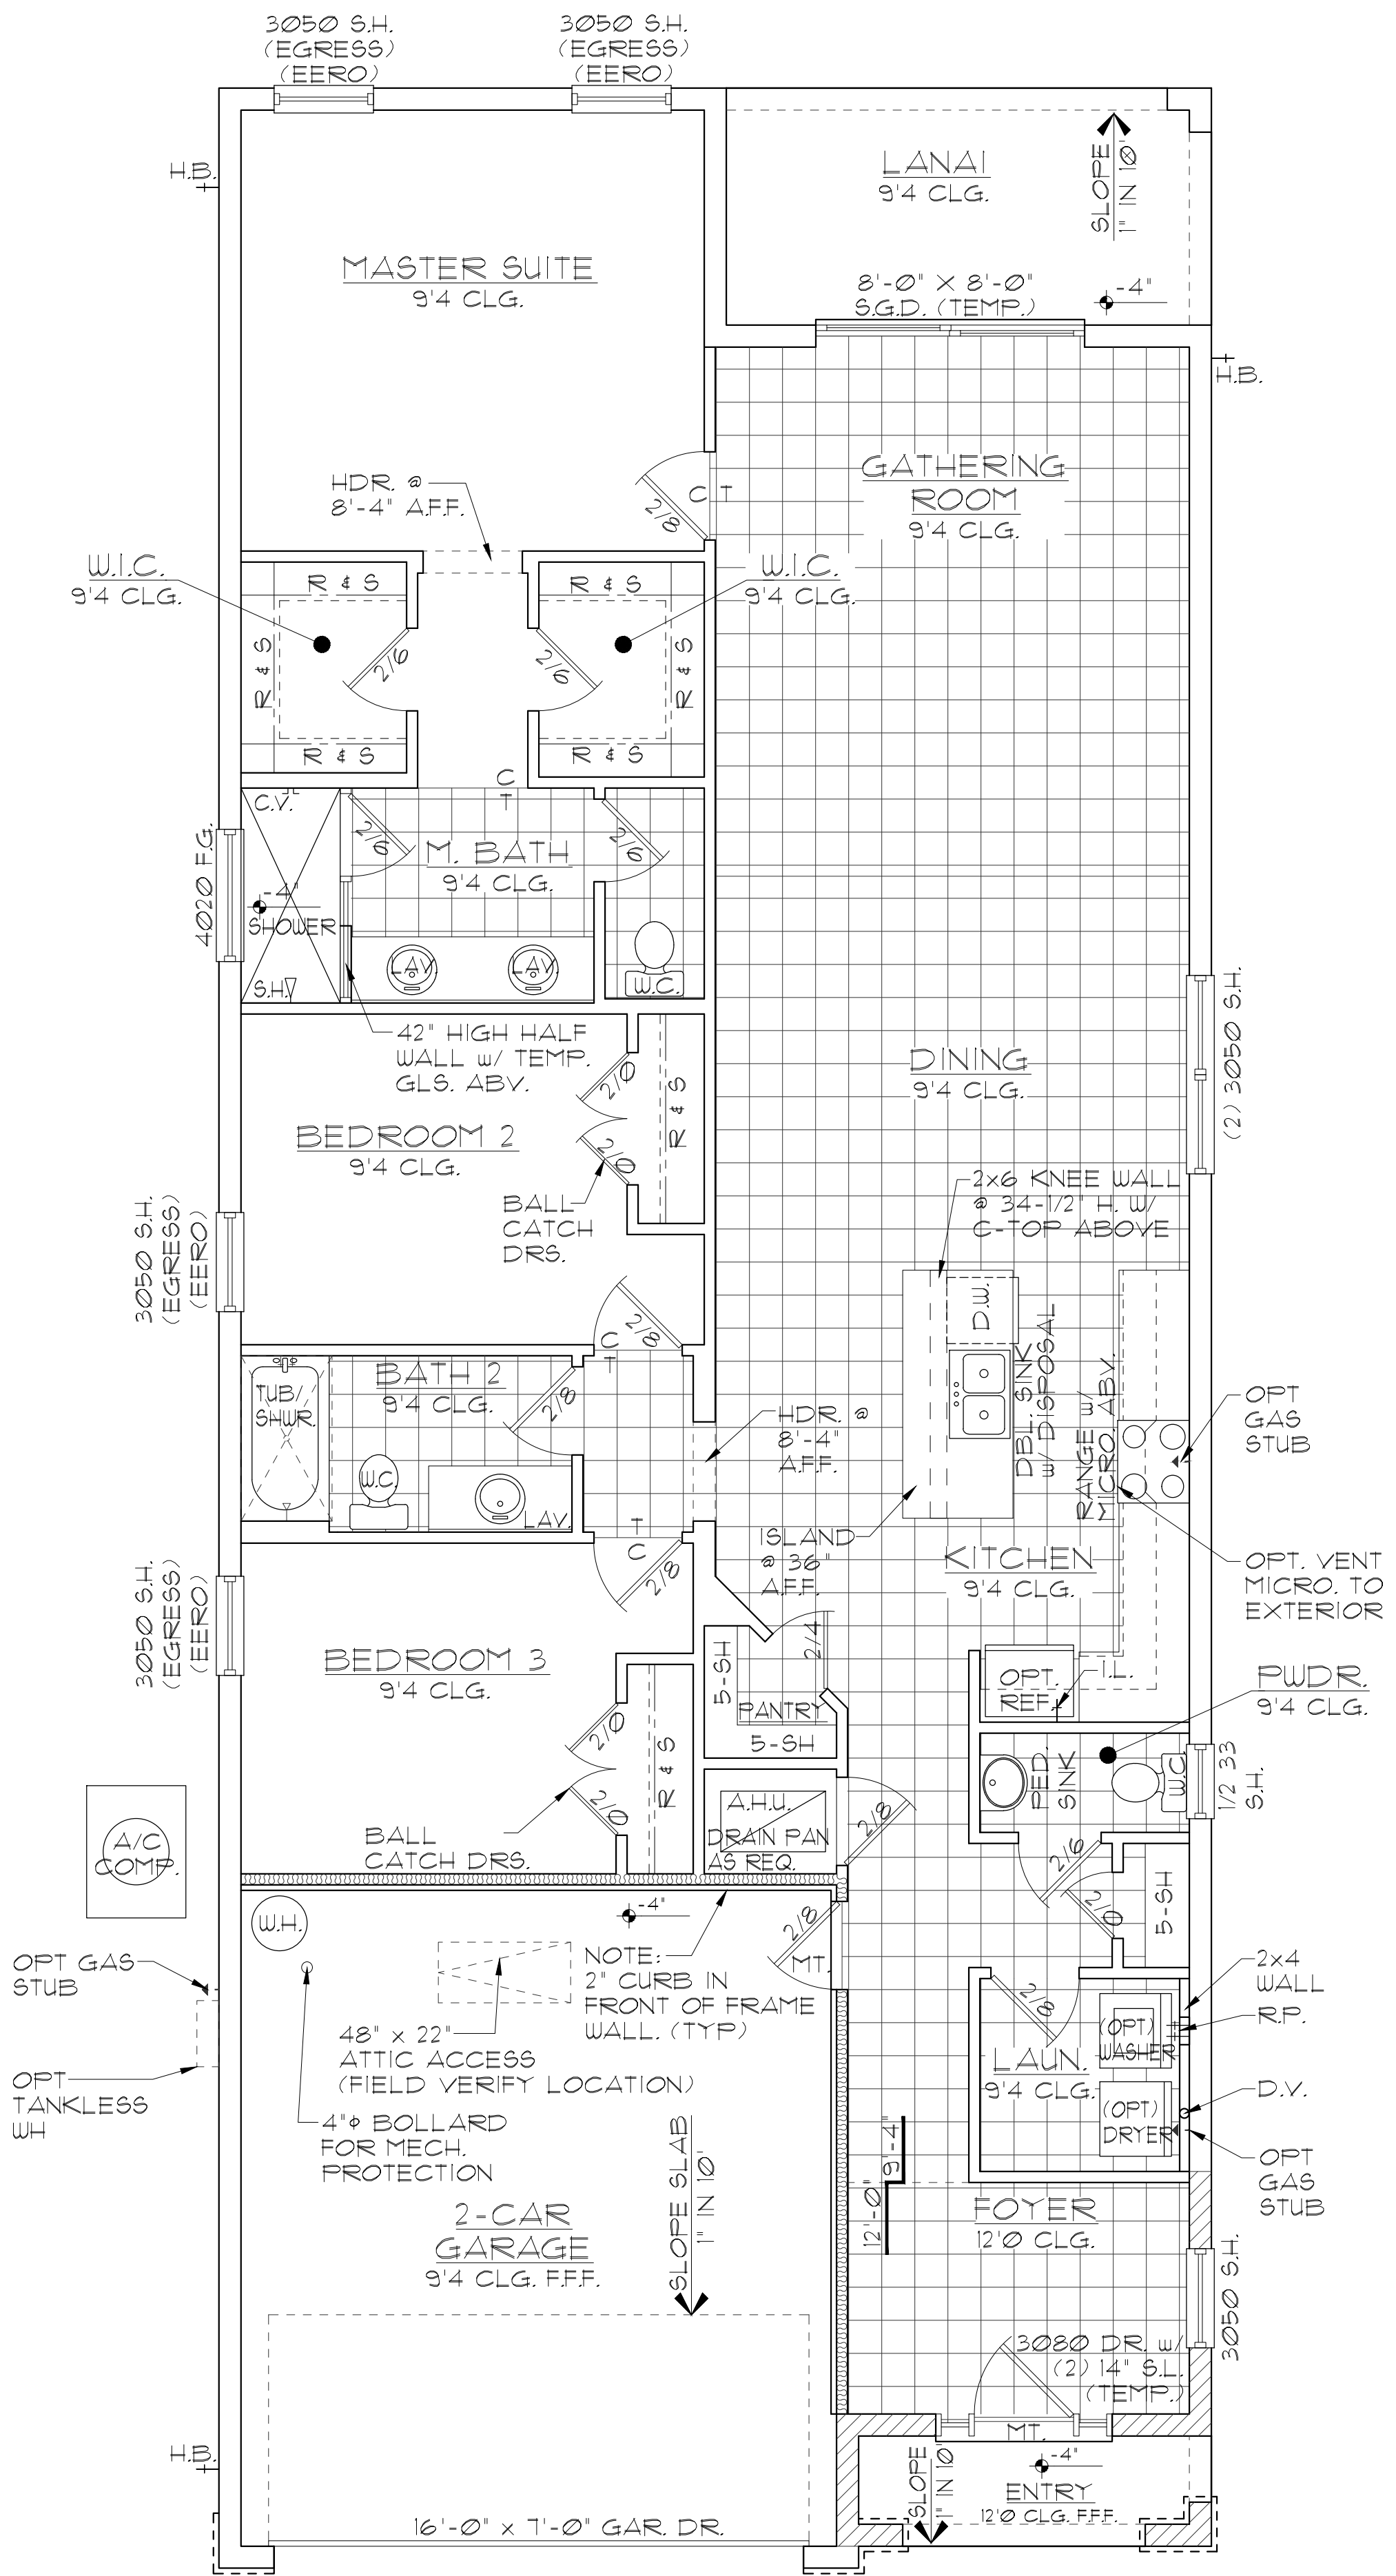 3050 S.H.
(EGRESS)
(EERO)
3050 S.H.
(EGRESS)
(EERO)
H.B.
LANAI
9'4 CLG.
SLOPE
1" IN 10'
MASTER SUITE
9'4 CLG.
8'-0" X 8'-0"
S.G.D. (TEMP.)
-4"
H.B.
HDR. @
8'-4" A.F.F.
2/8
C T
GATHERING
ROOM
9'4 CLG.
W.I.C.
9'4 CLG.
R & S
R & S
R & S
2/6
W.I.C.
9'4 CLG.
R & S
R & S
R & S
2/6
C
T
C.V.
2/6
M. BATH
9'4 CLG.
2/6
4020 F.G.
-4"
SHOWER
S.H.
LAV.
LAV.
W.C.
42" HIGH HALF
WALL w/ TEMP.
GLS. ABV.
(2) 3050 S.H.
DINING
9'4 CLG.
BEDROOM 2
9'4 CLG.
2/0
2/0
R & S
BALL
CATCH
DRS.
3050 S.H.
(EGRESS)
(EERO)
2x6 KNEE WALL
@ 34-1/2" H. W/
C-TOP ABOVE
D.W.
DBL. SINK
w/ DISPOSAL
RANGE w/
MICRO. ABV.
2/8
C
T
BATH 2
9'4 CLG.
TUB/
SHWR.
2/8
W.C.
LAV.
HDR. @
8'-4"
A.F.F.
OPT
GAS
STUB
T
C
2/8
ISLAND
@ 36"
A.F.F.
KITCHEN
9'4 CLG.
OPT. VENT
MICRO. TO
EXTERIOR
3050 S.H.
(EGRESS)
(EERO)
BEDROOM 3
9'4 CLG.
2/0
2/0
R & S
BALL
CATCH DRS.
2/4
5-SH
PANTRY
5-SH
OPT.
REF.
I.L.
PWDR.
9'4 CLG.
PED.
SINK
W.C.
1/2 33
S.H.
A.H.U.
DRAIN PAN
AS REQ.
2/8
2/6
2/0
5-SH
A/C
COMP.
W.H.
-4"
2/8
MT.
NOTE:
2" CURB IN
FRONT OF FRAME
WALL. (TYP)
OPT GAS
STUB
48" x 22"
ATTIC ACCESS
(FIELD VERIFY LOCATION)
OPT
TANKLESS
WH
4"ϕ BOLLARD
FOR MECH.
PROTECTION
2/8
(OPT)
WASHER
LAUN.
9'4 CLG.
(OPT)
DRYER
2x4
WALL
R.P.
D.V.
OPT
GAS
STUB
SLOPE SLAB
1" IN 10'
12'-0"
9'-4"
2-CAR
GARAGE
9'4 CLG. F.F.F.
FOYER
12'0 CLG.
3050 S.H.
3080 DR. w/
(2) 14" S.L.
(TEMP.)
MT.
H.B.
SLOPE
1" IN 10'
-4"
ENTRY
12'0 CLG. F.F.F.
16'-0" x 7'-0" GAR. DR.